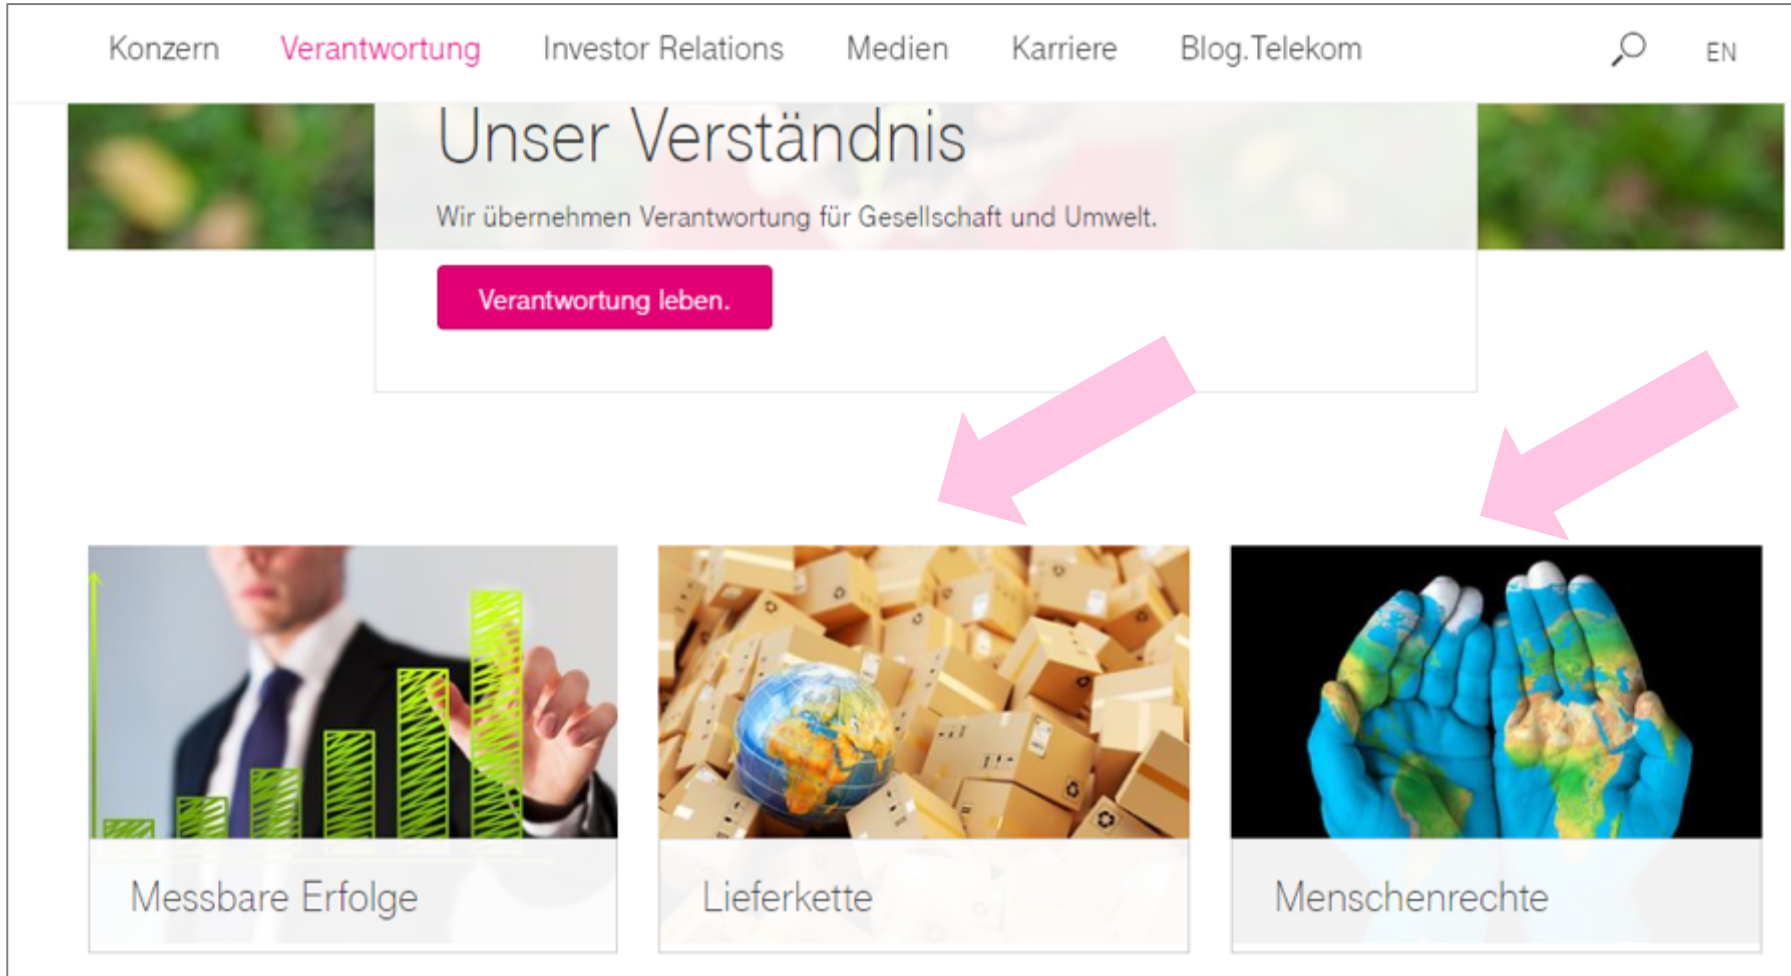 Konzern Verantwortung Investor Relations Medien Karriere Blog.Telekom EN
Unser Verständnis
Wir übernehmen Verantwortung für Gesellschaft und Umwelt.
Verantwortung leben.
Messbare Erfolge
Lieferkette
Menschenrechte